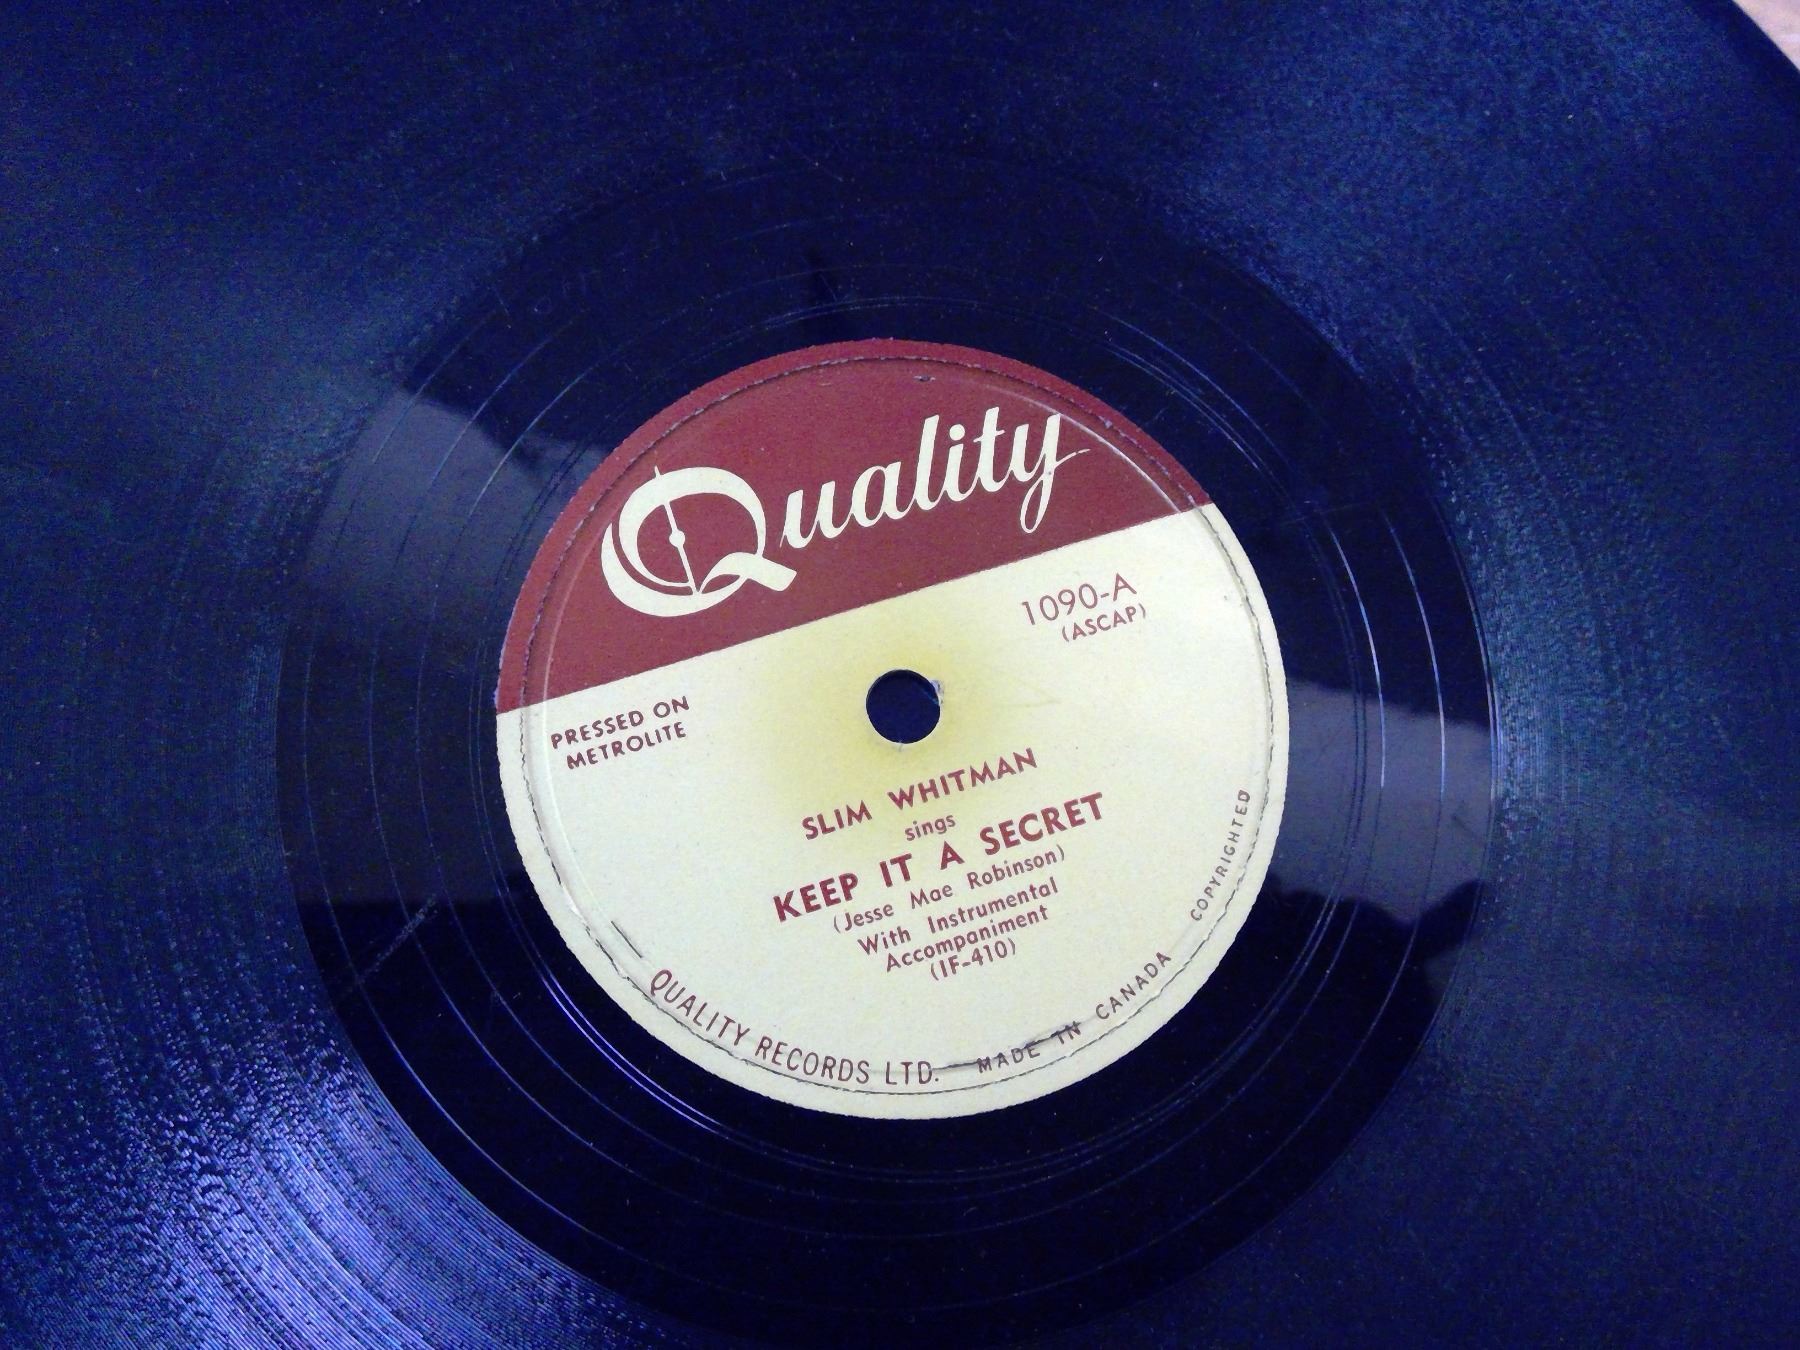 Quality
1090-A
(ASCAP)
PRESSED ON
METROLITE
SLIM WHITMAN
sings
KEEP IT A SECRET
(Jesse Mae Robinson)
With Instrumental
Accompaniment
(IF-410)
QUALITY RECORDS LTD. — MADE IN CANADA COPYRIGHTED